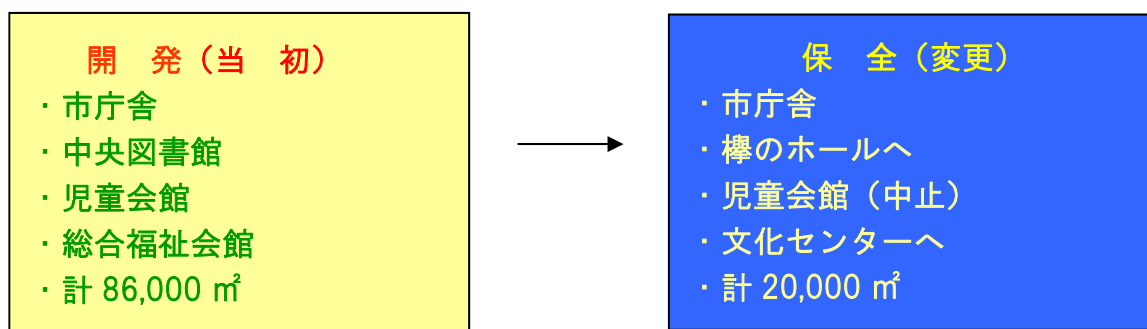 開　発（当　初）
・市庁舎
・中央図書館
・児童会館
・総合福祉会館
・計 86,000 ㎡
保　全（変更）
・市庁舎
・欅のホールへ
・児童会館（中止）
・文化センターへ
・計 20,000 ㎡